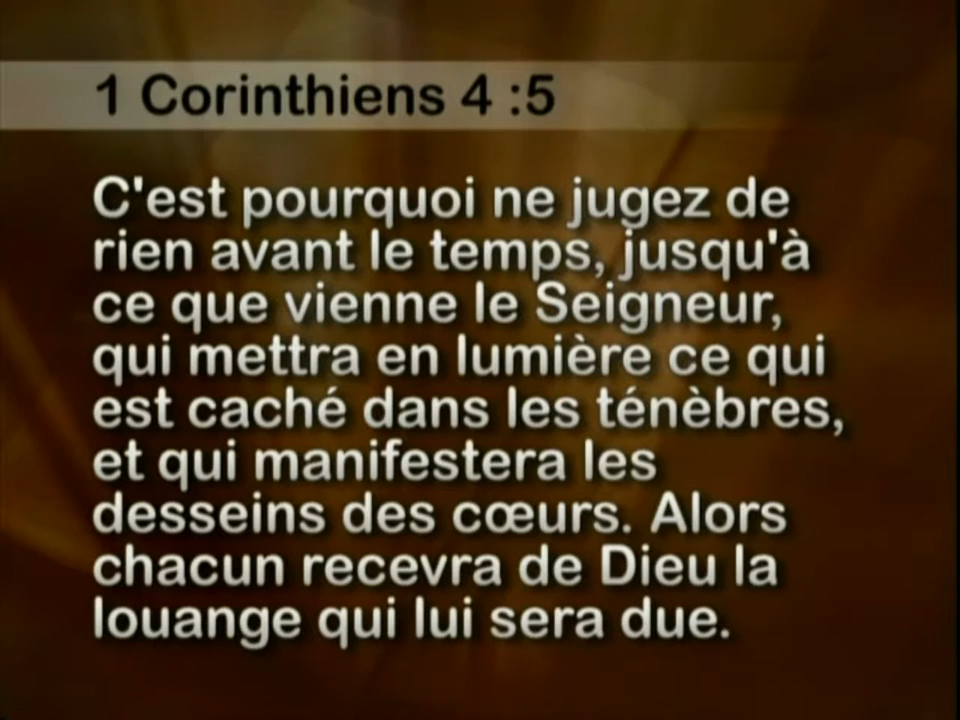 1 Corinthiens 4 :5
C'est pourquoi ne jugez de
rien avant le temps, jusqu'à
ce que vienne le Seigneur,
qui mettra en lumière ce qui
est caché dans les ténèbres,
et qui manifestera les
desseins des cœurs. Alors
chacun recevra de Dieu la
louange qui lui sera due.